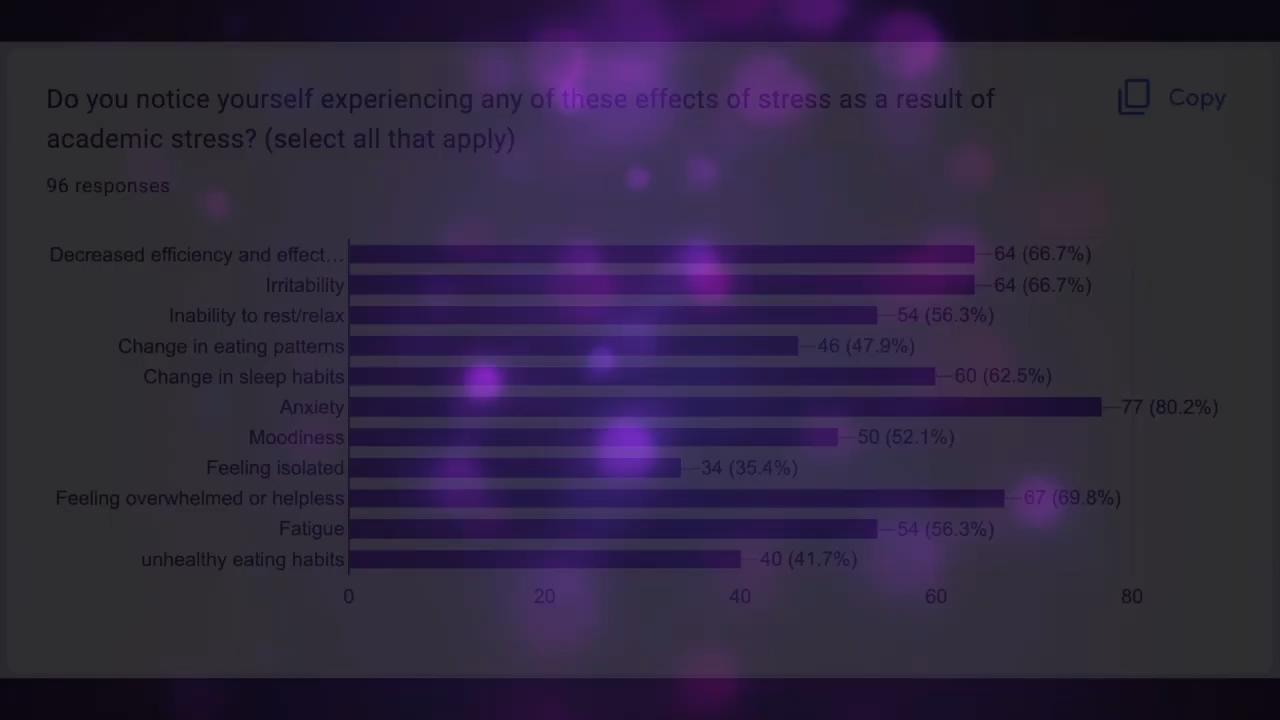 Do you notice yourself experiencing any of these effects of stress as a result of
academic stress? (select all that apply)
Copy
96 responses
Decreased efficiency and effect... 64 (66.7%)
Irritability 64 (66.7%)
Inability to rest/relax 54 (56.3%)
Change in eating patterns 46 (47.9%)
Change in sleep habits 60 (62.5%)
Anxiety 77 (80.2%)
Moodiness 50 (52.1%)
Feeling isolated 34 (35.4%)
Feeling overwhelmed or helpless 67 (69.8%)
Fatigue 54 (56.3%)
unhealthy eating habits 40 (41.7%)
0 20 40 60 80